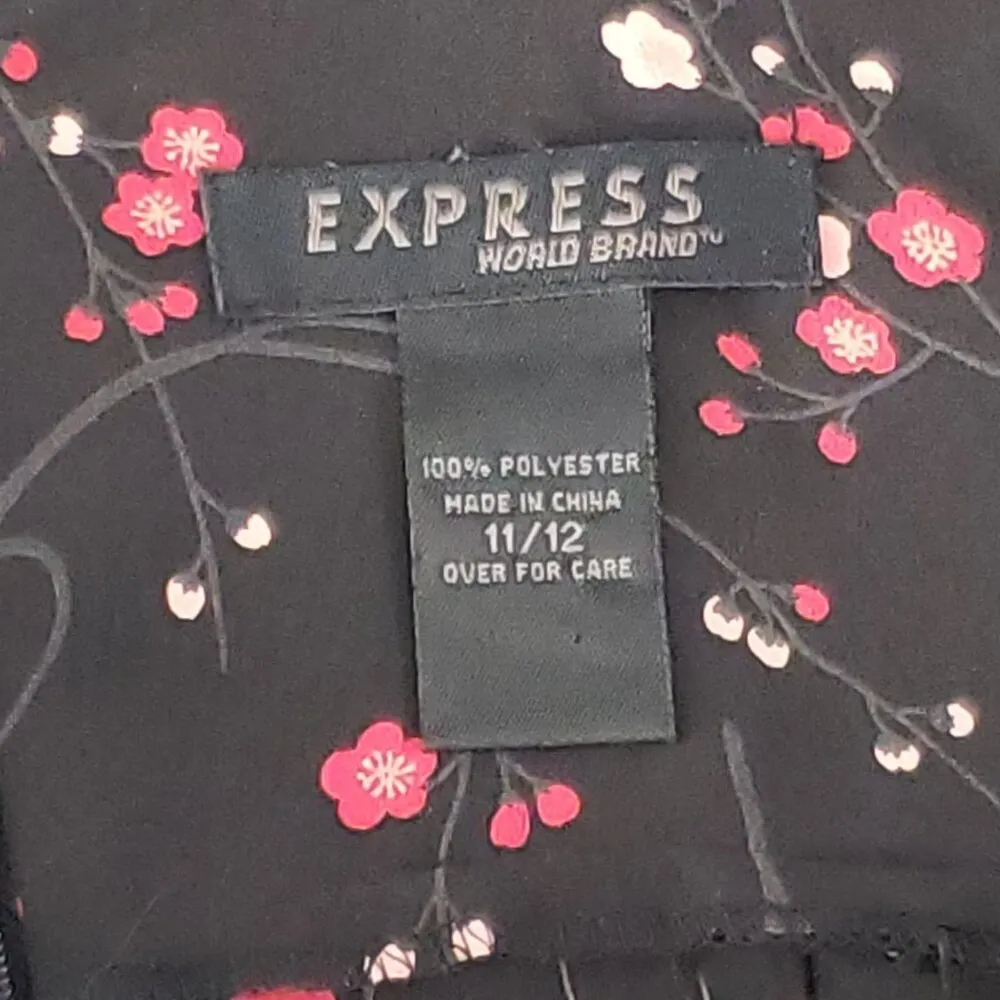 EXPRESS
WORLD BRAND™
100% POLYESTER
MADE IN CHINA
11/12
OVER FOR CARE